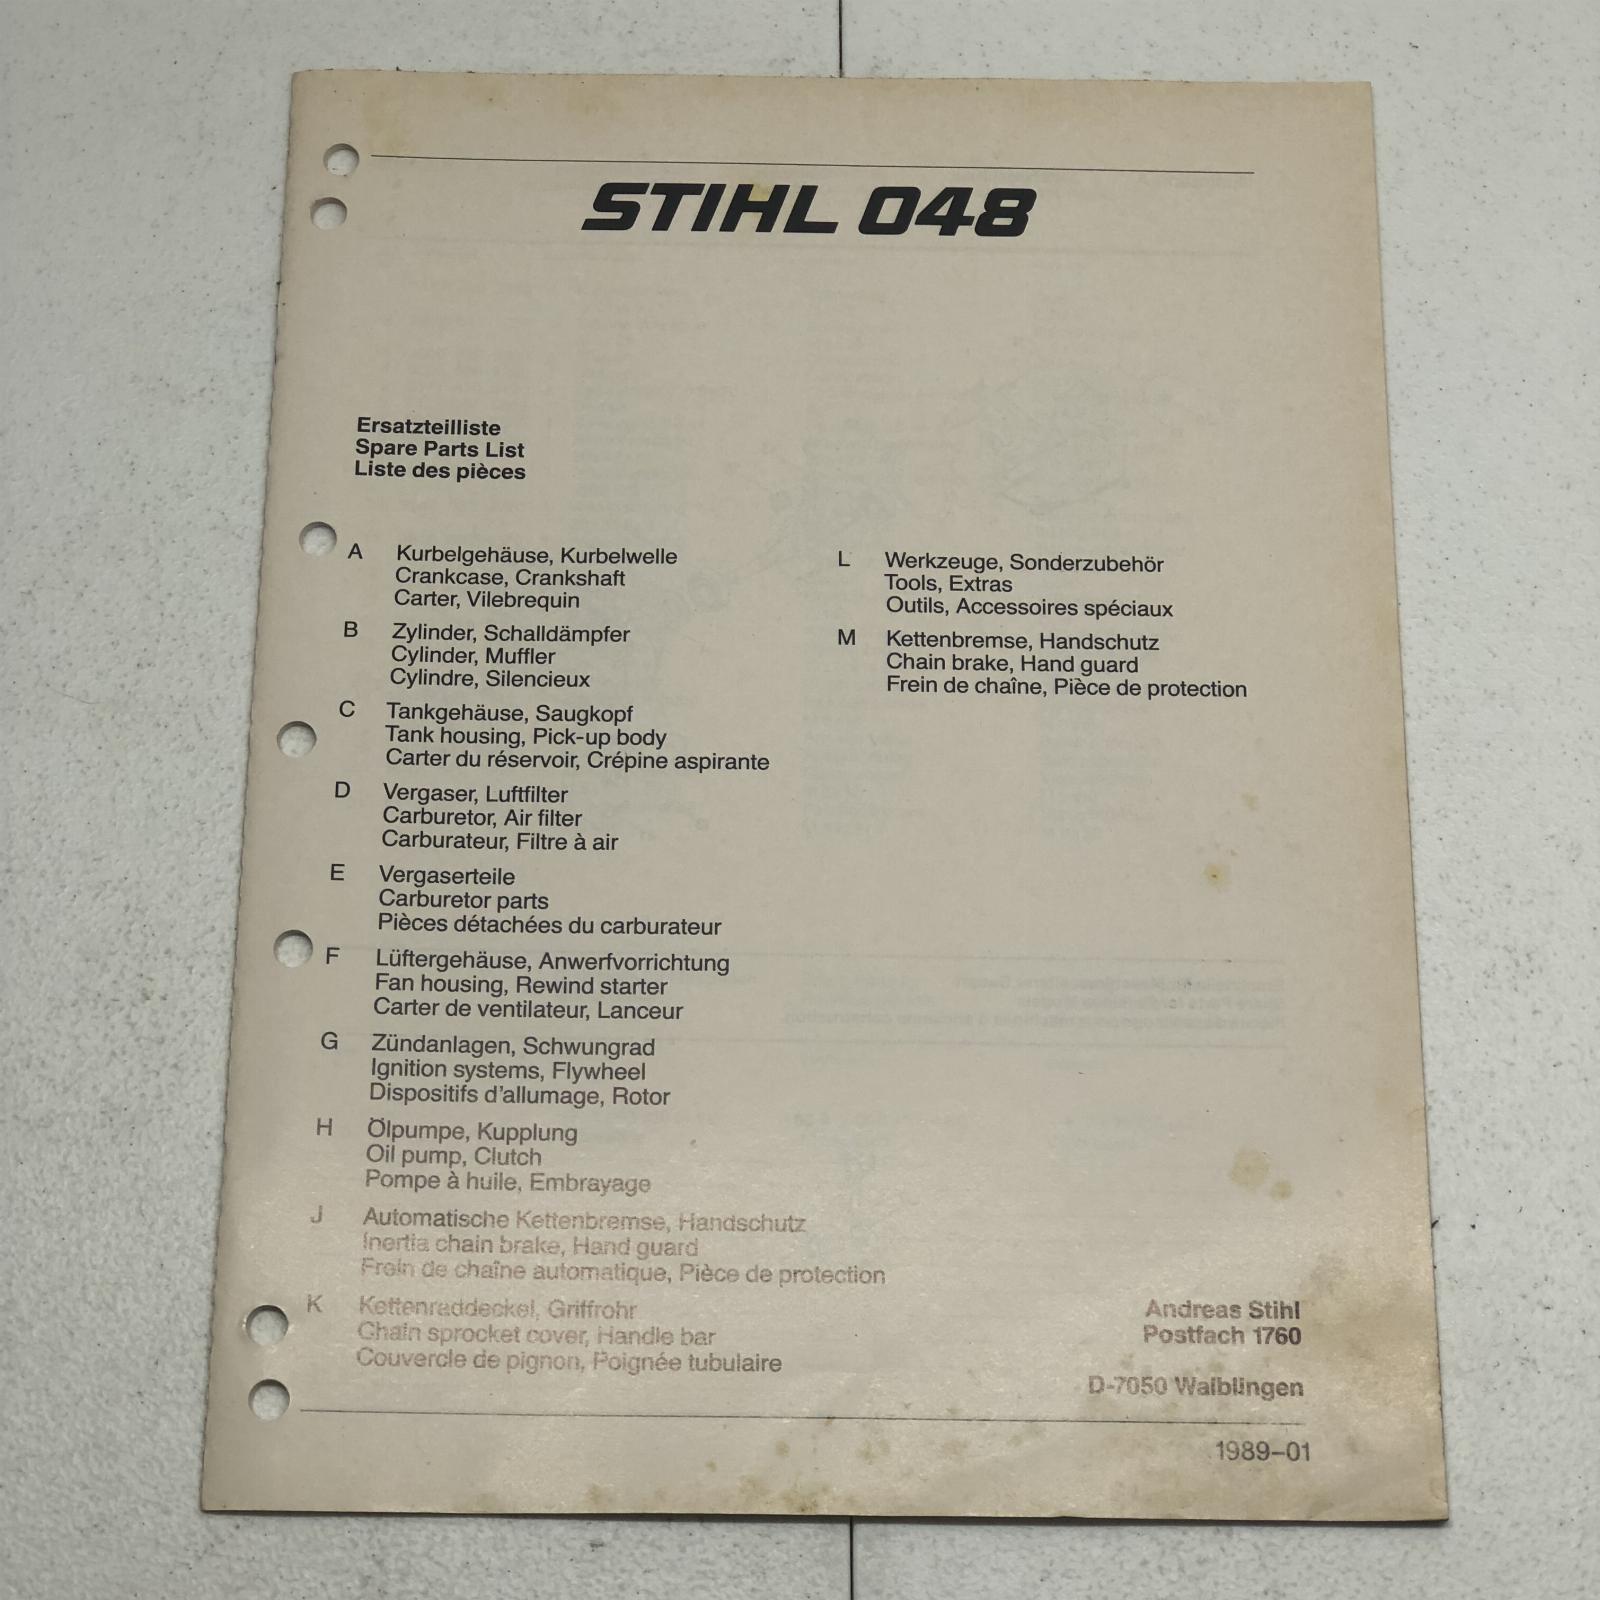 STIHL 048
Ersatzteilliste
Spare Parts List
Liste des pièces
A Kurbelgehäuse, Kurbelwelle
Crankcase, Crankshaft
Carter, Vilebrequin
B Zylinder, Schalldämpfer
Cylinder, Muffler
Cylindre, Silencieux
C Tankgehäuse, Saugkopf
Tank housing, Pick-up body
Carter du réservoir, Crépine aspirante
D Vergaser, Luftfilter
Carburetor, Air filter
Carburateur, Filtre à air
E Vergaserteile
Carburetor parts
Pièces détachées du carburateur
F Lüftergehäuse, Anwerfvorrichtung
Fan housing, Rewind starter
Carter de ventilateur, Lanceur
G Zündanlagen, Schwungrad
Ignition systems, Flywheel
Dispositifs d'allumage, Rotor
H Ölpumpe, Kupplung
Oil pump, Clutch
Pompe à huile, Embrayage
J Automatische Kettenbremse, Handschutz
Inertia chain brake, Hand guard
Frein de chaîne automatique, Pièce de protection
K Kettenraddeckel, Griffrohr
Chain sprocket cover, Handle bar
Couvercle de pignon, Poignée tubulaire
L Werkzeuge, Sonderzubehör
Tools, Extras
Outils, Accessoires spéciaux
M Kettenbremse, Handschutz
Chain brake, Hand guard
Frein de chaîne, Pièce de protection
Andreas Stihl
Postfach 1760
D-7050 Waiblingen
1989–01